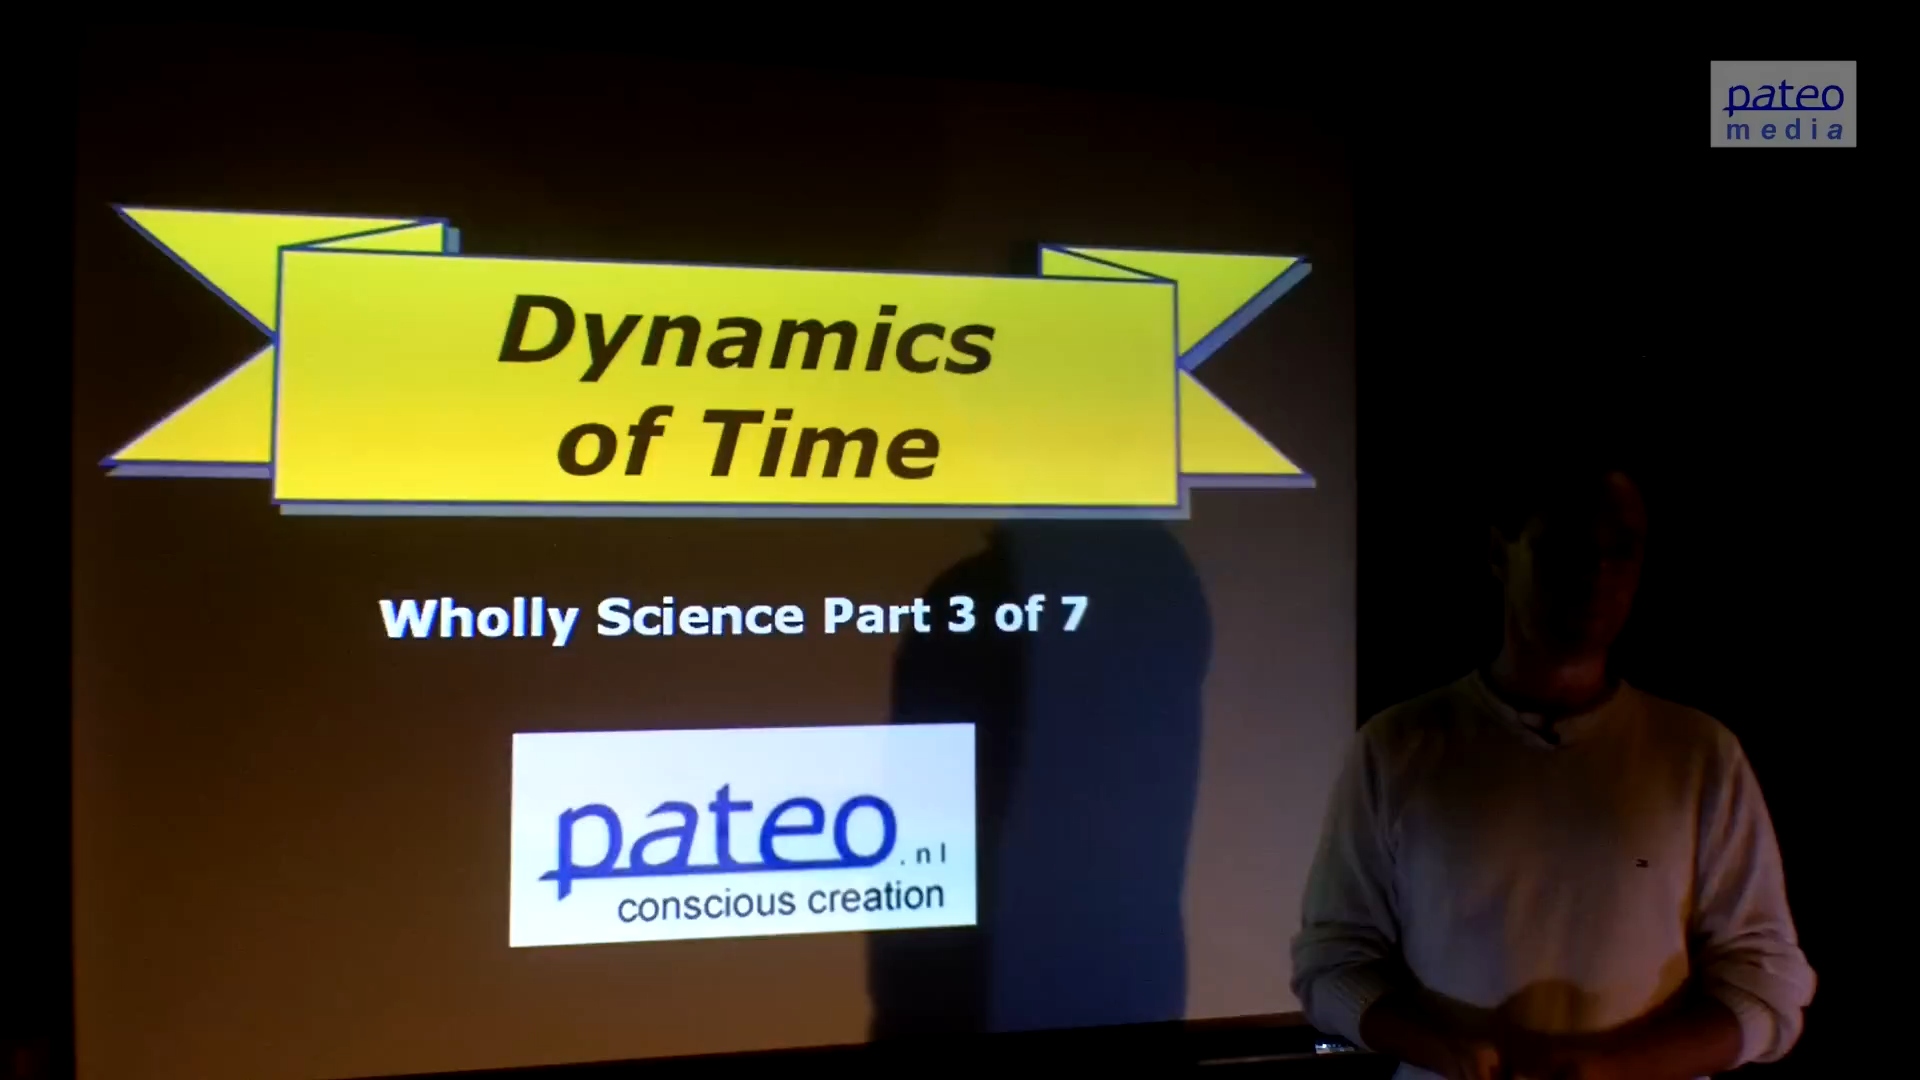 pateo
media
Dynamics
of Time
Wholly Science Part 3 of 7
pateo.nl
conscious creation